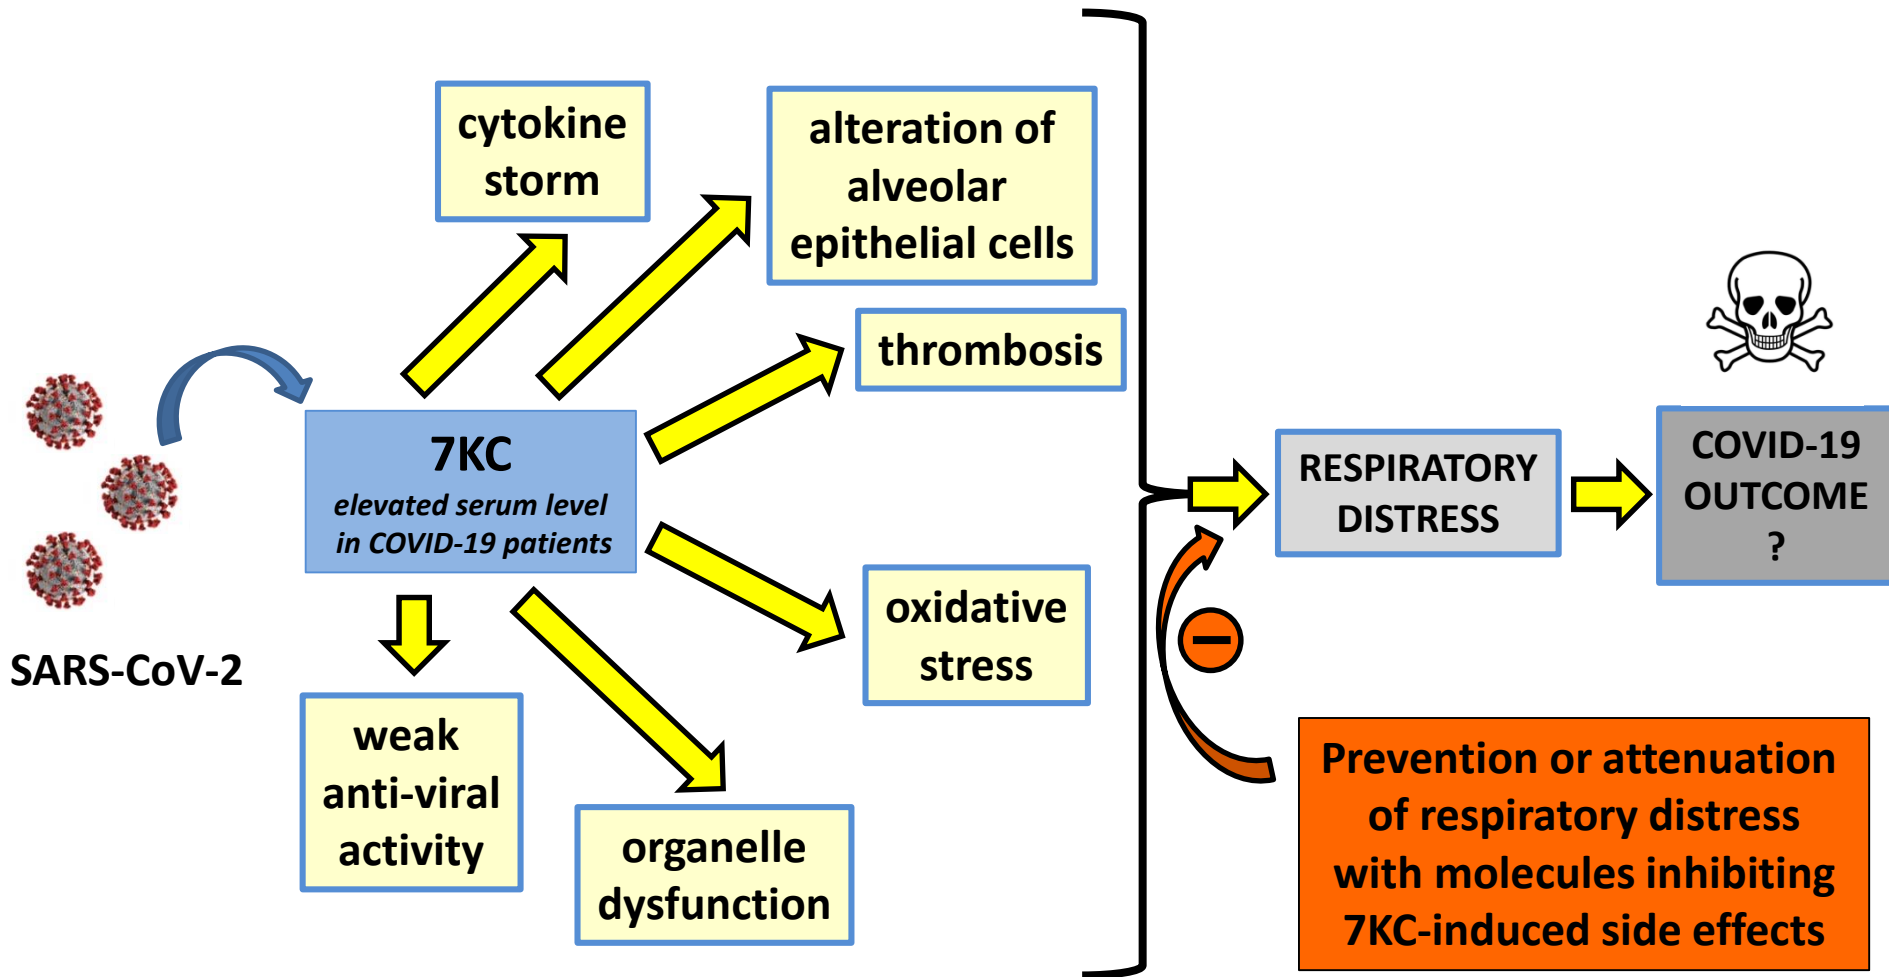 cytokine
storm
alteration of
alveolar
epithelial cells
thrombosis
7KC
elevated serum level
in COVID-19 patients
SARS-CoV-2
oxidative
stress
weak
anti-viral
activity
organelle
dysfunction
RESPIRATORY
DISTRESS
COVID-19
OUTCOME
?
Prevention or attenuation
of respiratory distress
with molecules inhibiting
7KC-induced side effects